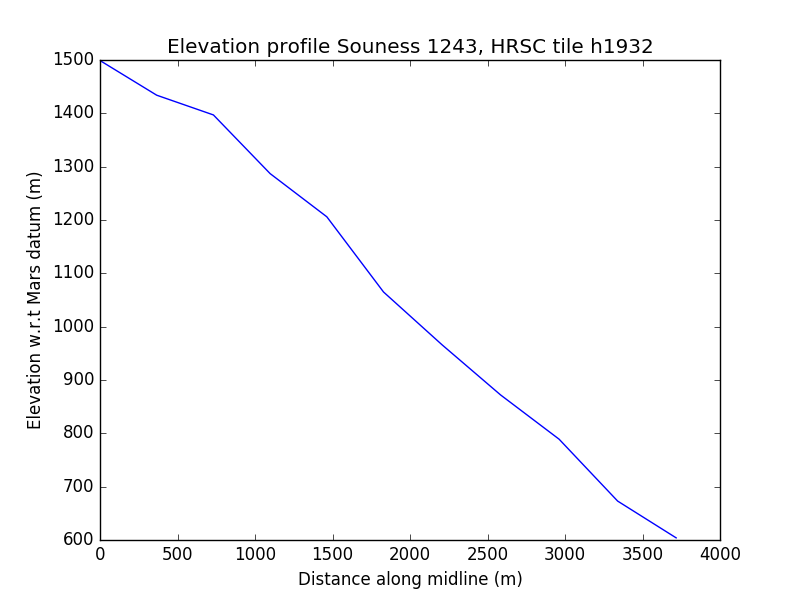 Elevation profile Souness 1243, HRSC tile h1932
1500
1400
1300
1200
1100
1000
900
800
700
600
Elevation w.r.t Mars datum (m)
0 500 1000 1500 2000 2500 3000 3500 4000
Distance along midline (m)